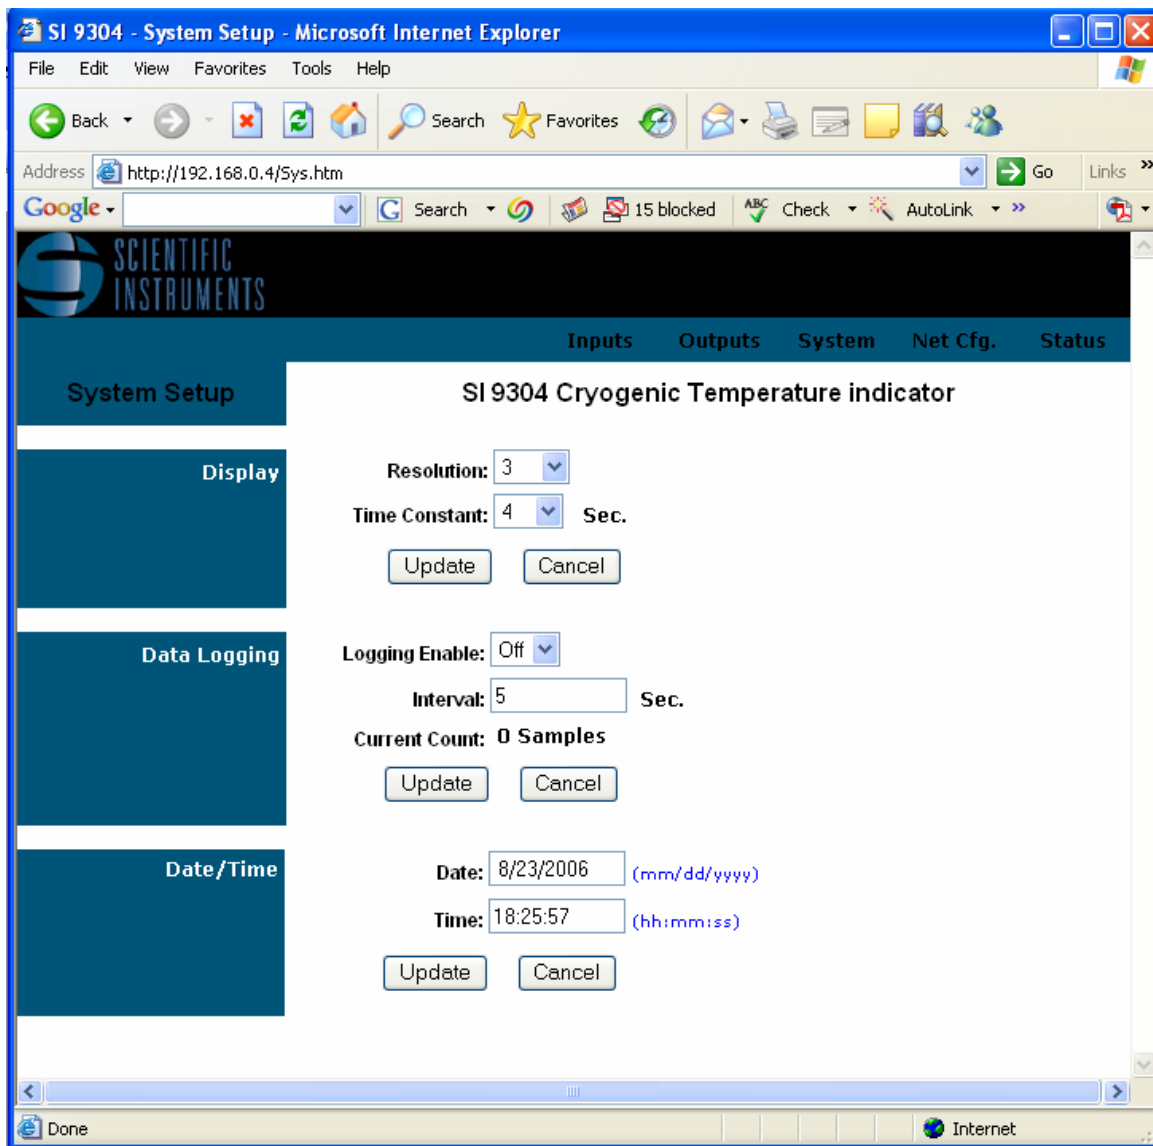 SI 9304 - System Setup - Microsoft Internet Explorer
File Edit View Favorites Tools Help
Back Search Favorites
Address http://192.168.0.4/Sys.htm Go Links »
Google Search 15 blocked ABC Check AutoLink »
SCIENTIFIC
INSTRUMENTS
Inputs Outputs System Net Cfg. Status
System Setup SI 9304 Cryogenic Temperature indicator
Display Resolution: 3
Time Constant: 4 Sec.
Update Cancel
Data Logging Logging Enable: Off
Interval: 5 Sec.
Current Count: 0 Samples
Update Cancel
Date/Time Date: 8/23/2006 (mm/dd/yyyy)
Time: 18:25:57 (hh:mm:ss)
Update Cancel
Done Internet